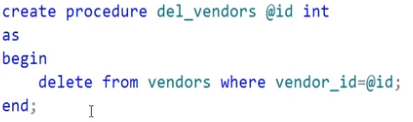 create procedure del_vendors @id int
as
begin
    delete from vendors where vendor_id=@id;
end;